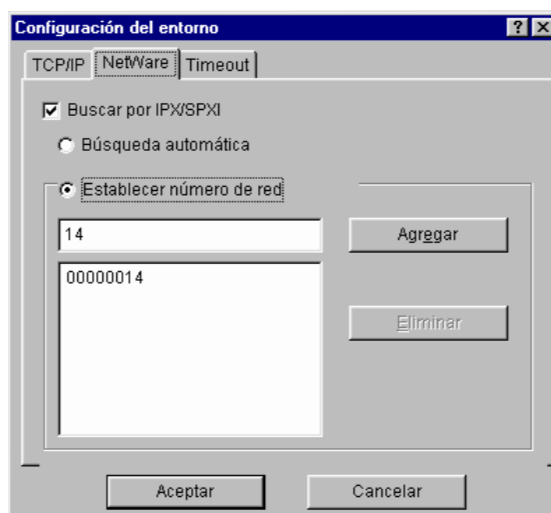 Configuración del entorno
TCP/IP NetWare Timeout
Buscar por IPX/SPXI
Búsqueda automática
Establecer número de red
14
Agregar
00000014
Eliminar
Aceptar Cancelar